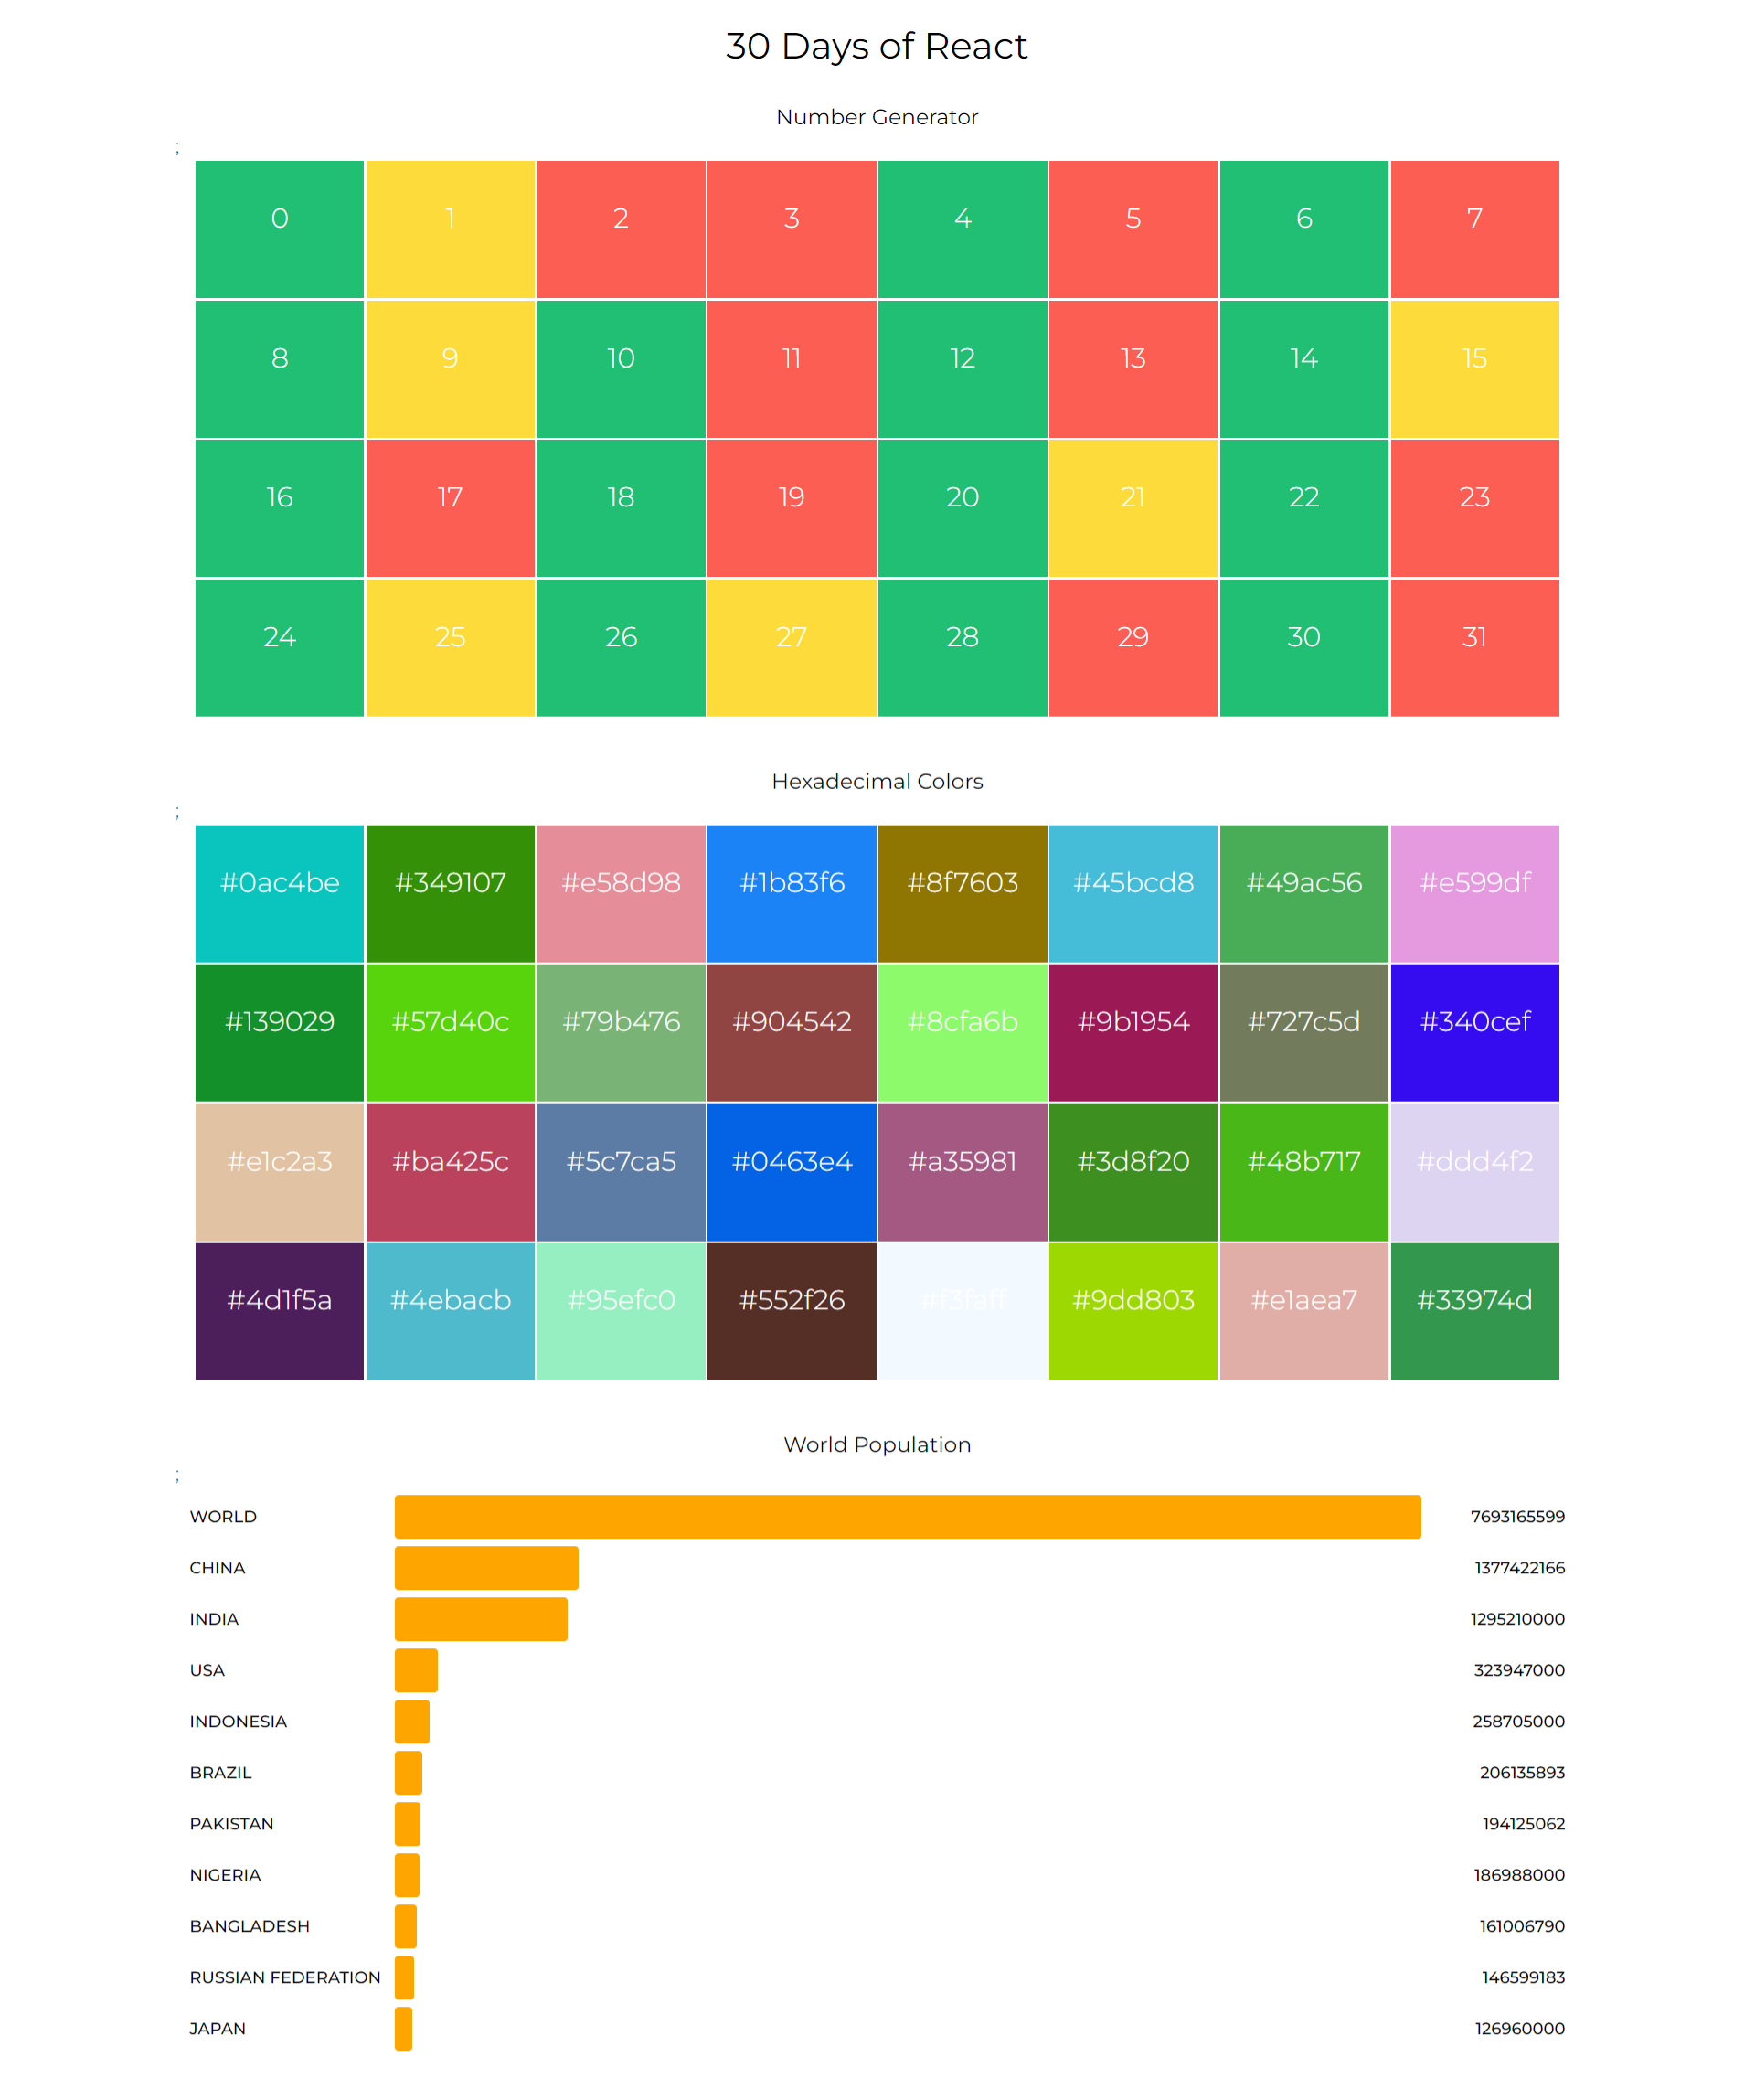 30 Days of React
Number Generator
;
0 1 2 3 4 5 6 7
8 9 10 11 12 13 14 15
16 17 18 19 20 21 22 23
24 25 26 27 28 29 30 31
Hexadecimal Colors
;
#0ac4be #349107 #e58d98 #1b83f6 #8f7603 #45bcd8 #49ac56 #e599df
#139029 #57d40c #79b476 #904542 #8cfa6b #9b1954 #727c5d #340cef
#e1c2a3 #ba425c #5c7ca5 #0463e4 #a35981 #3d8f20 #48b717 #ddd4f2
#4d1f5a #4ebacb #95efc0 #552f26 #f3faff #9dd803 #e1aea7 #33974d
World Population
;
WORLD 7693165599
CHINA 1377422166
INDIA 1295210000
USA 323947000
INDONESIA 258705000
BRAZIL 206135893
PAKISTAN 194125062
NIGERIA 186988000
BANGLADESH 161006790
RUSSIAN FEDERATION 146599183
JAPAN 126960000